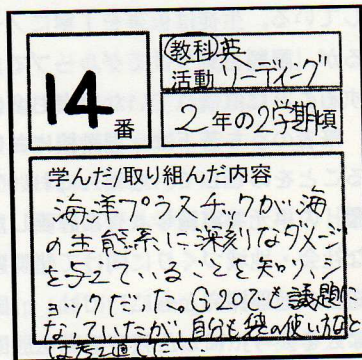 14番
教科 英
活動 リーディング
2年の2学期頃
学んだ/取り組んだ内容
海洋プラスチックが海
の生態系に深刻なダメージ
を与えていることを知り、シ
ョックだった。G20でも議題に
なっていたが、自分も袋の使い方など
は考え直したい。